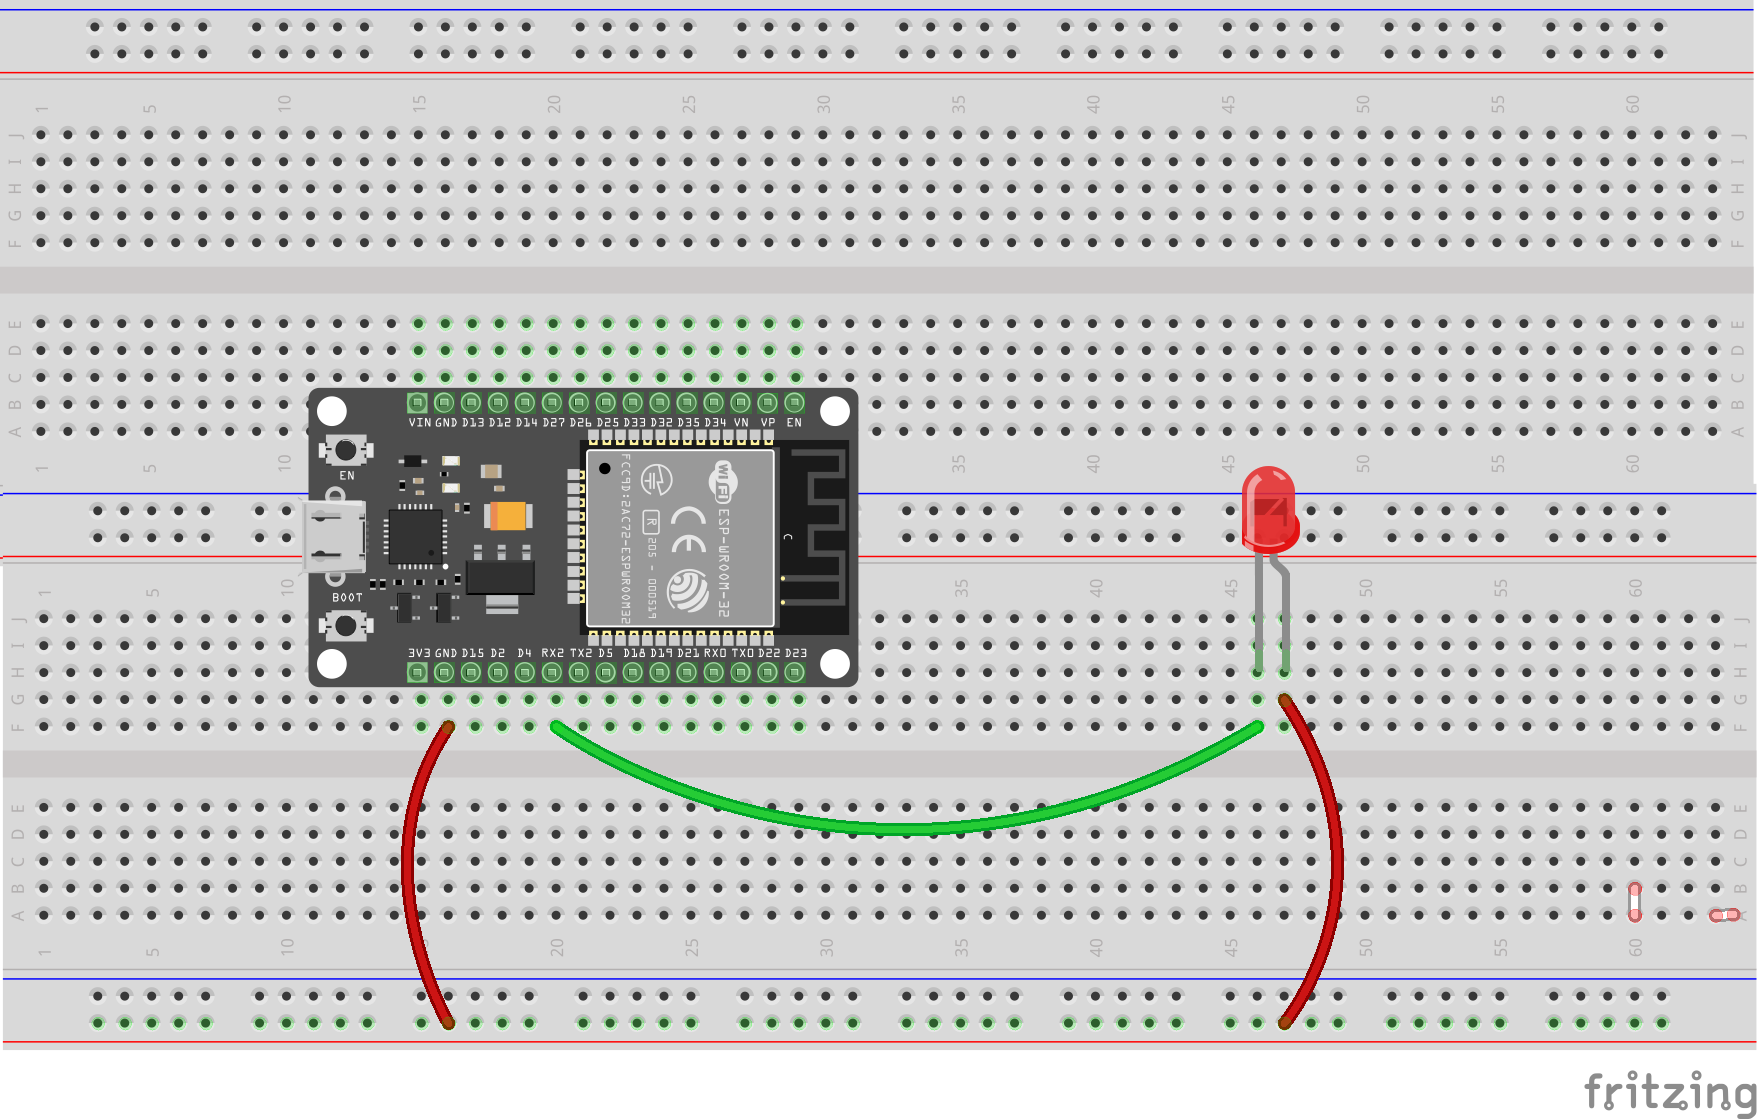 1 5 10 15 20 25 30 35 40 45 50 55 60
J J
I I
H H
G G
F F
E E
D D
C C
B B
A A
VIN GND D13 D12 D14 D27 D26 D25 D33 D32 D35 D34 VN VP EN
1 5 10 35 40 45 50 55 60
EN
FCC ID:2AC7Z-ESPWROOM32
R 205-000519
CE
WiFi
ESP-WROOM-32
C
1 5 10 35 40 45 50 55 60
BOOT
J J
I I
3V3 GND D15 D2 D4 RX2 TX2 D5 D18 D19 D21 RX0 TX0 D22 D23
H H
G G
F F
E E
D D
C C
B B
A A
1 5 10 5 20 25 30 35 40 45 50 55 60
fritzing